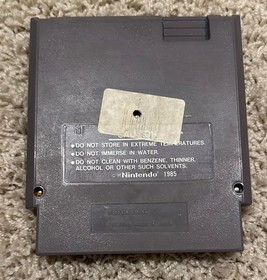 • DO NOT STORE IN EXTREME TEMPERATURES.
• DO NOT IMMERSE IN WATER.
• DO NOT CLEAN WITH BENZENE, THINNER,
ALCOHOL OR OTHER SUCH SOLVENTS.
©Nintendo 1985